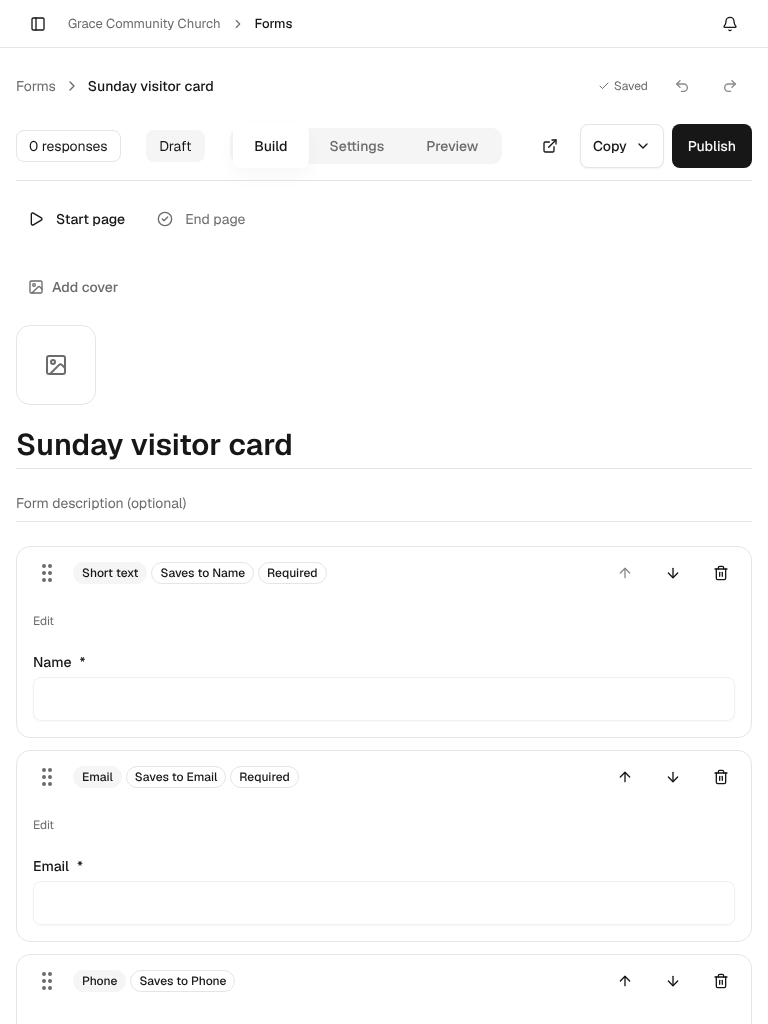 Grace Community Church > Forms
Forms > Sunday visitor card
Saved
0 responses
Draft
Build
Settings
Preview
Copy
Publish
Start page
End page
Add cover
Sunday visitor card
Form description (optional)
Short text
Saves to Name
Required
Edit
Name *
Email
Saves to Email
Required
Edit
Email *
Phone
Saves to Phone